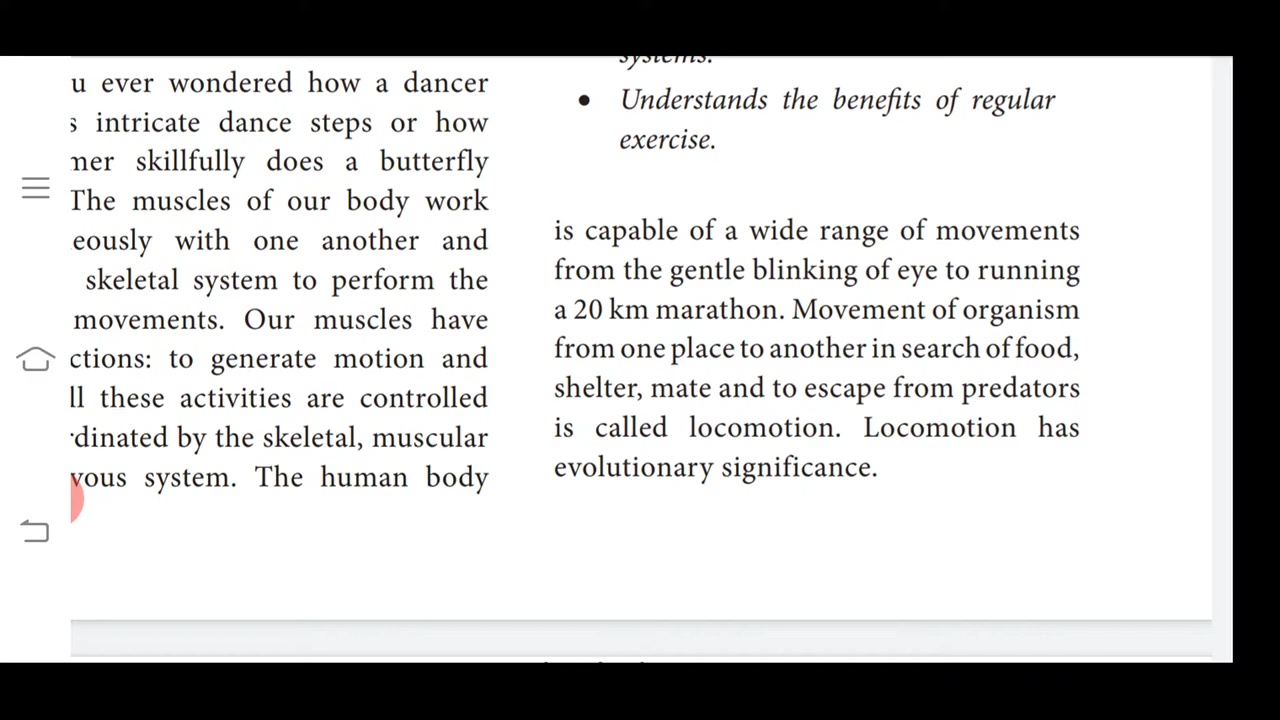 u ever wondered how a dancer
s intricate dance steps or how
mer skillfully does a butterfly
The muscles of our body work
eously with one another and
skeletal system to perform the
movements. Our muscles have
ctions: to generate motion and
ll these activities are controlled
rdinated by the skeletal, muscular
vous system. The human body
systems.
• Understands the benefits of regular
exercise.
is capable of a wide range of movements
from the gentle blinking of eye to running
a 20 km marathon. Movement of organism
from one place to another in search of food,
shelter, mate and to escape from predators
is called locomotion. Locomotion has
evolutionary significance.